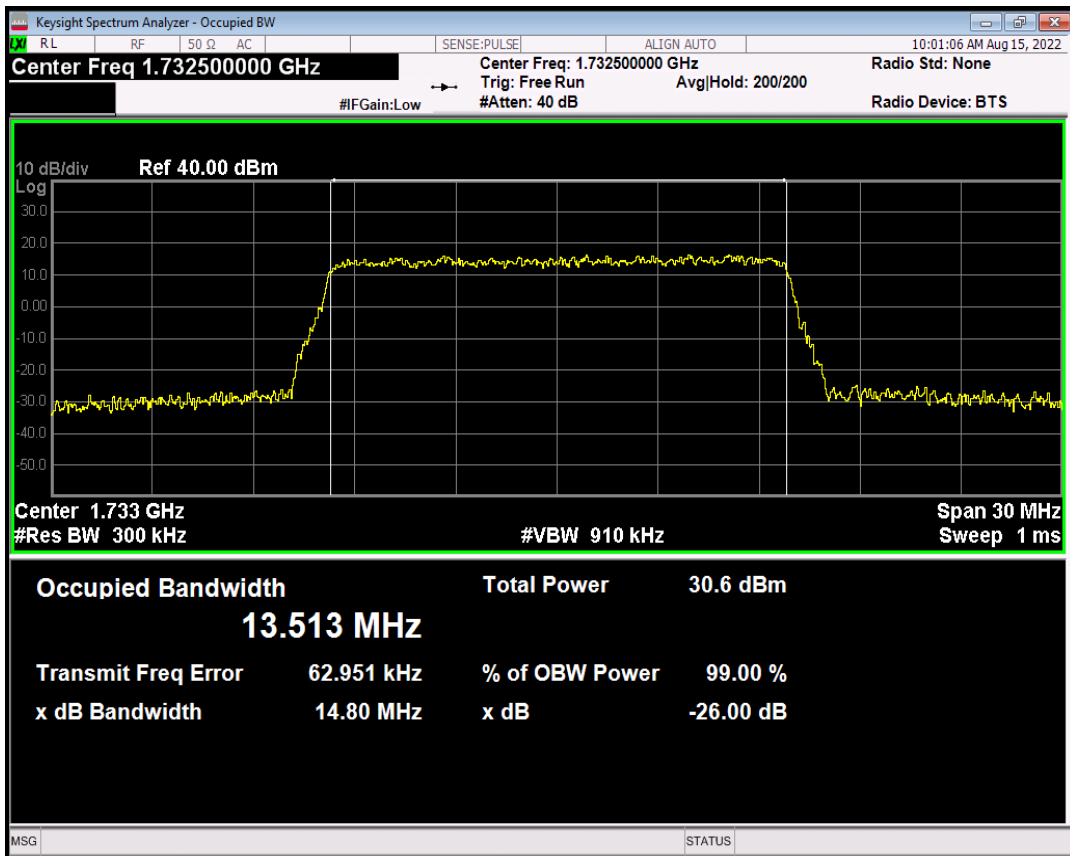 Keysight Spectrum Analyzer - Occupied BW
LXI RL RF 50 Ω AC SENSE:PULSE ALIGN AUTO 10:01:06 AM Aug 15, 2022
Center Freq 1.732500000 GHz Center Freq: 1.732500000 GHz Radio Std: None
Trig: Free Run Avg|Hold: 200/200
#IFGain:Low #Atten: 40 dB Radio Device: BTS
10 dB/div Ref 40.00 dBm
Log
30.0
20.0
10.0
0.00
-10.0
-20.0
-30.0
-40.0
-50.0
Center 1.733 GHz Span 30 MHz
#Res BW 300 kHz #VBW 910 kHz Sweep 1 ms
Occupied Bandwidth Total Power 30.6 dBm
13.513 MHz
Transmit Freq Error 62.951 kHz % of OBW Power 99.00 %
x dB Bandwidth 14.80 MHz x dB -26.00 dB
MSG STATUS